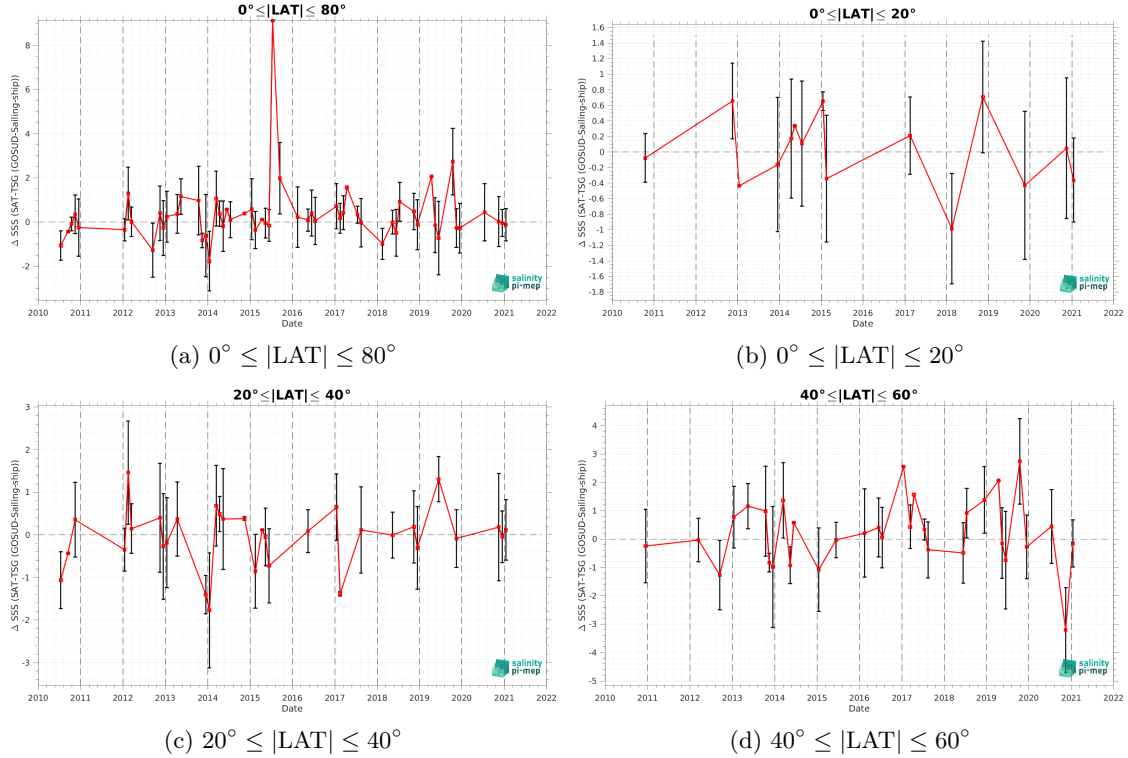 0°≤|LAT|≤ 80°
Δ SSS (SAT-TSG (GOSUD-Sailing-ship))
8
6
4
2
0
-2
2010 2011 2012 2013 2014 2015 2016 2017 2018 2019 2020 2021 2022
Date
salinity
pi-mep
(a) 0° ≤ |LAT| ≤ 80°
0°≤|LAT|≤ 20°
Δ SSS (SAT-TSG (GOSUD-Sailing-ship))
1.6
1.4
1.2
1
0.8
0.6
0.4
0.2
0
-0.2
-0.4
-0.6
-0.8
-1
-1.2
-1.4
-1.6
-1.8
2010 2011 2012 2013 2014 2015 2016 2017 2018 2019 2020 2021 2022
Date
salinity
pi-mep
(b) 0° ≤ |LAT| ≤ 20°
20°≤|LAT|≤ 40°
Δ SSS (SAT-TSG (GOSUD-Sailing-ship))
3
2
1
0
-1
-2
-3
2010 2011 2012 2013 2014 2015 2016 2017 2018 2019 2020 2021 2022
Date
salinity
pi-mep
(c) 20° ≤ |LAT| ≤ 40°
40°≤|LAT|≤ 60°
Δ SSS (SAT-TSG (GOSUD-Sailing-ship))
4
3
2
1
0
-1
-2
-3
-4
-5
2010 2011 2012 2013 2014 2015 2016 2017 2018 2019 2020 2021 2022
Date
salinity
pi-mep
(d) 40° ≤ |LAT| ≤ 60°